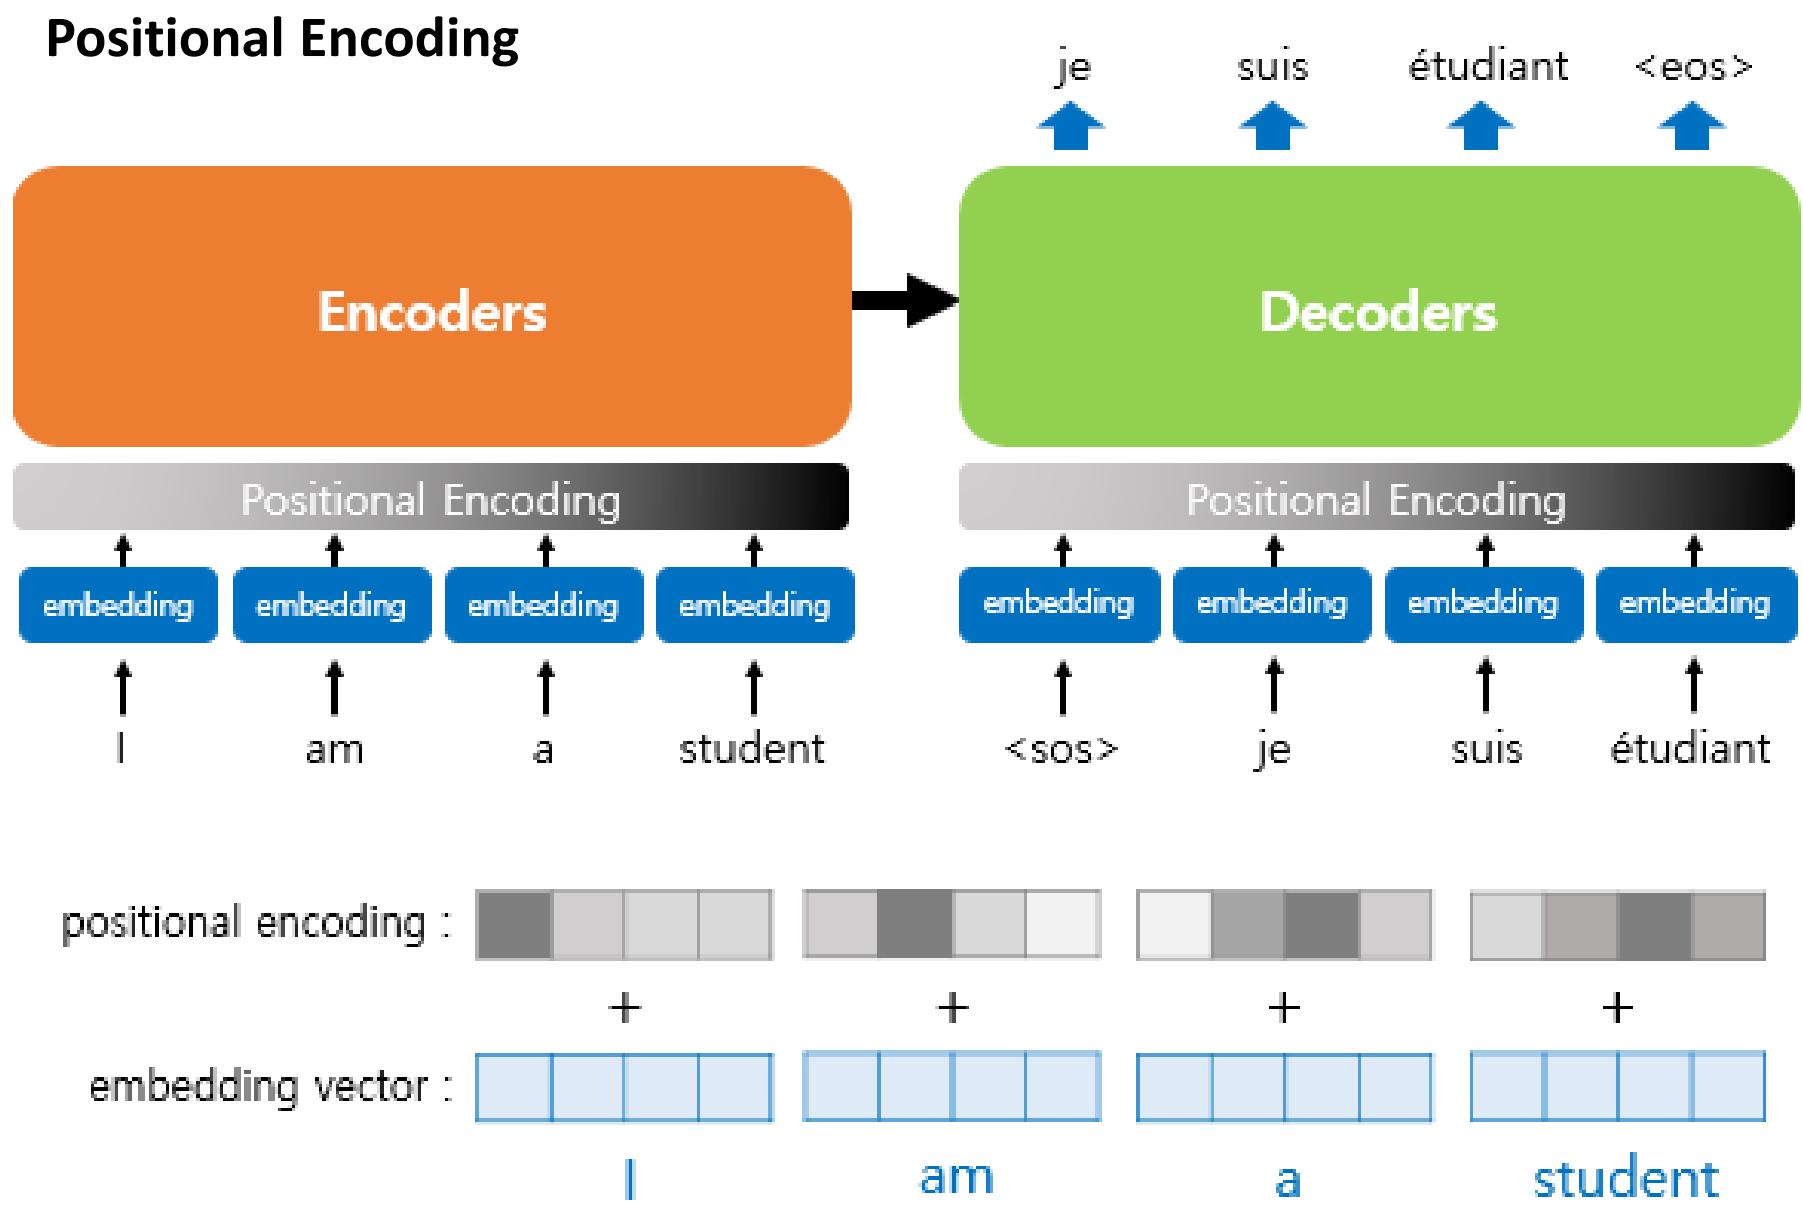 Positional Encoding
je suis étudiant <eos>
Encoders
Decoders
Positional Encoding
Positional Encoding
embedding embedding embedding embedding
embedding embedding embedding embedding
I am a student
<sos> je suis étudiant
positional encoding :
+ + + +
embedding vector :
I am a student